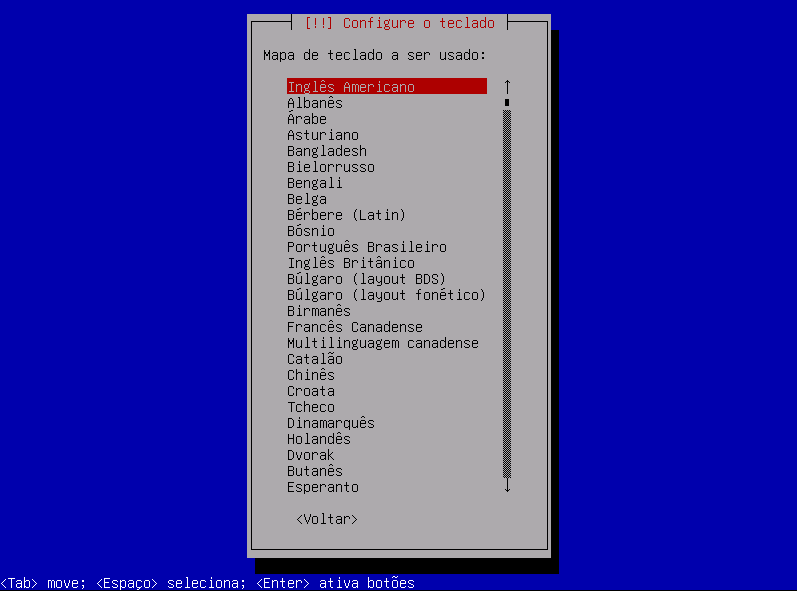 [!!] Configure o teclado
Mapa de teclado a ser usado:
Inglês Americano
Albanês
Árabe
Asturiano
Bangladesh
Bielorrusso
Bengali
Belga
Bérbere (Latin)
Bósnio
Português Brasileiro
Inglês Britânico
Búlgaro (layout BDS)
Búlgaro (layout fonético)
Birmanês
Francês Canadense
Multilinguagem canadense
Catalão
Chinês
Croata
Tcheco
Dinamarquês
Holandês
Dvorak
Butanês
Esperanto
<Voltar>
<Tab> move; <Espaço> seleciona; <Enter> ativa botões